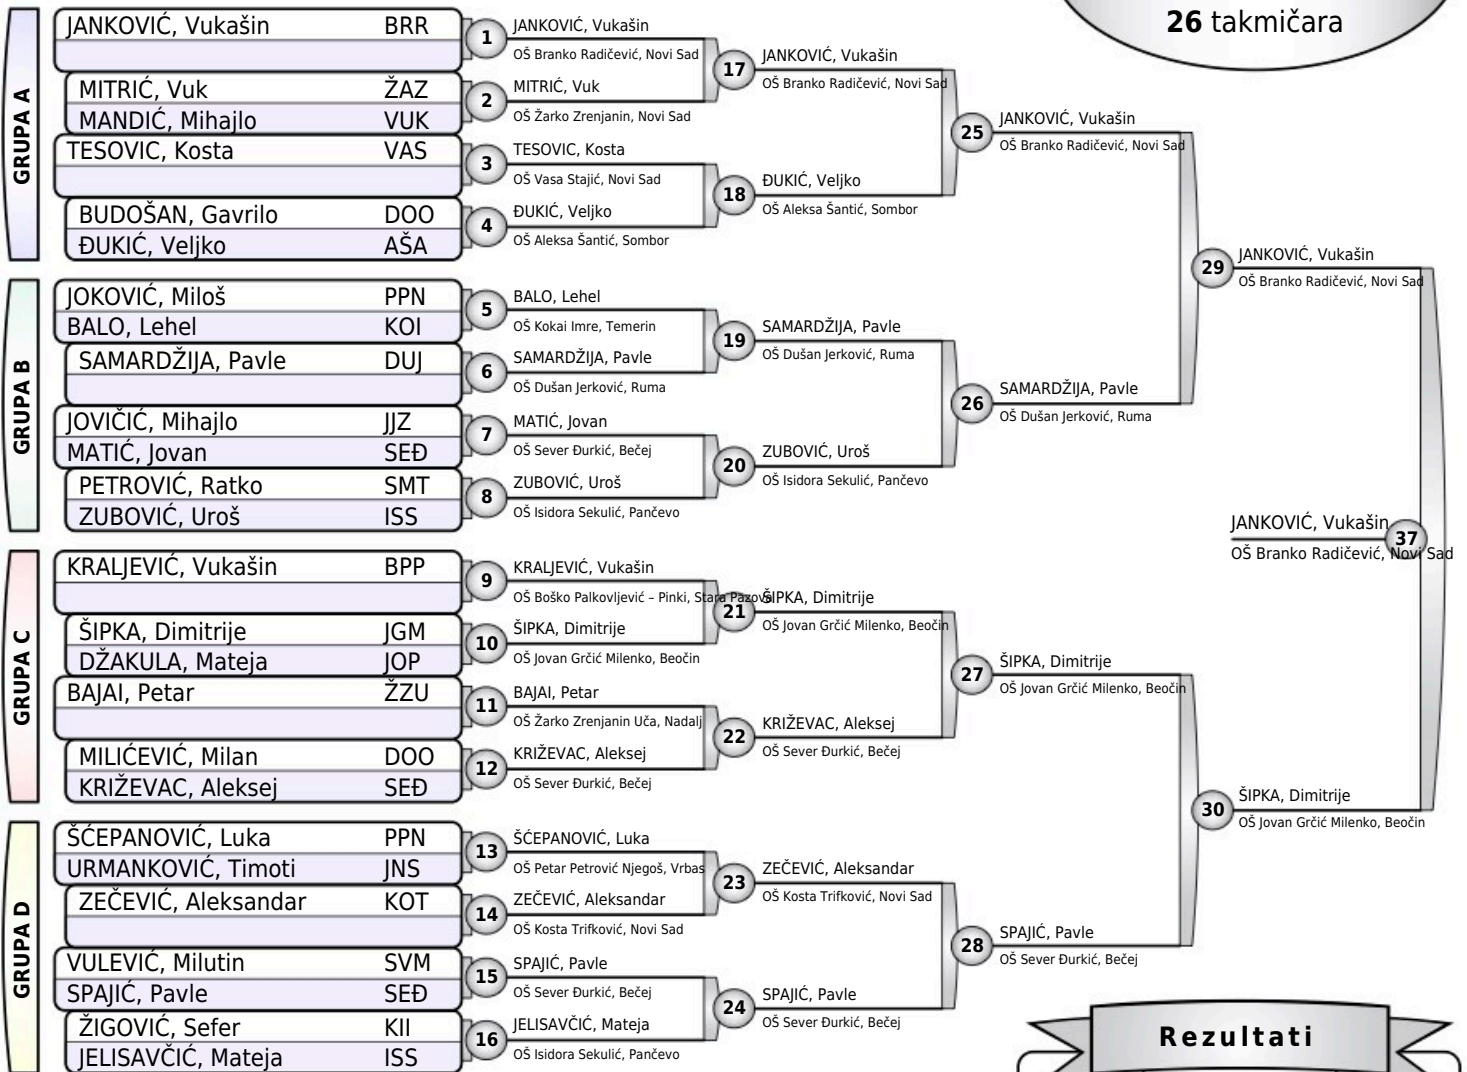 26 takmičara
GRUPA A
JANKOVIĆ, Vukašin BRR
MITRIĆ, Vuk ŽAZ
MANDIĆ, Mihajlo VUK
TESOVIC, Kosta VAS
BUDOŠAN, Gavrilo DOO
ĐUKIĆ, Veljko AŠA
GRUPA B
JOKOVIĆ, Miloš PPN
BALO, Lehel KOI
SAMARDŽIJA, Pavle DUJ
JOVIČIĆ, Mihajlo JJZ
MATIĆ, Jovan SEĐ
PETROVIĆ, Ratko SMT
ZUBOVIĆ, Uroš ISS
GRUPA C
KRALJEVIĆ, Vukašin BPP
ŠIPKA, Dimitrije JGM
DŽAKULA, Mateja JOP
BAJAI, Petar ŽZU
MILIĆEVIĆ, Milan DOO
KRIŽEVAC, Aleksej SEĐ
GRUPA D
ŠĆEPANOVIĆ, Luka PPN
URMANKOVIĆ, Timoti JNS
ZEČEVIĆ, Aleksandar KOT
VULEVIĆ, Milutin SVM
SPAJIĆ, Pavle SEĐ
ŽIGOVIĆ, Sefer KII
JELISAVČIĆ, Mateja ISS
1 JANKOVIĆ, Vukašin
OŠ Branko Radičević, Novi Sad
2 MITRIĆ, Vuk
OŠ Žarko Zrenjanin, Novi Sad
3 TESOVIC, Kosta
OŠ Vasa Stajić, Novi Sad
4 ĐUKIĆ, Veljko
OŠ Aleksa Šantić, Sombor
5 BALO, Lehel
OŠ Kokai Imre, Temerin
6 SAMARDŽIJA, Pavle
OŠ Dušan Jerković, Ruma
7 MATIĆ, Jovan
OŠ Sever Đurkić, Bečej
8 ZUBOVIĆ, Uroš
OŠ Isidora Sekulić, Pančevo
9 KRALJEVIĆ, Vukašin
OŠ Boško Palkovljević – Pinki, Stara Pazova
10 ŠIPKA, Dimitrije
OŠ Jovan Grčić Milenko, Beočin
11 BAJAI, Petar
OŠ Žarko Zrenjanin Uča, Nadalj
12 KRIŽEVAC, Aleksej
OŠ Sever Đurkić, Bečej
13 ŠĆEPANOVIĆ, Luka
OŠ Petar Petrović Njegoš, Vrbas
14 ZEČEVIĆ, Aleksandar
OŠ Kosta Trifković, Novi Sad
15 SPAJIĆ, Pavle
OŠ Sever Đurkić, Bečej
16 JELISAVČIĆ, Mateja
OŠ Isidora Sekulić, Pančevo
17 JANKOVIĆ, Vukašin
OŠ Branko Radičević, Novi Sad
18 ĐUKIĆ, Veljko
OŠ Aleksa Šantić, Sombor
19 SAMARDŽIJA, Pavle
OŠ Dušan Jerković, Ruma
20 ZUBOVIĆ, Uroš
OŠ Isidora Sekulić, Pančevo
21 ŠIPKA, Dimitrije
OŠ Jovan Grčić Milenko, Beočin
22 KRIŽEVAC, Aleksej
OŠ Sever Đurkić, Bečej
23 ZEČEVIĆ, Aleksandar
OŠ Kosta Trifković, Novi Sad
24 SPAJIĆ, Pavle
OŠ Sever Đurkić, Bečej
25 JANKOVIĆ, Vukašin
OŠ Branko Radičević, Novi Sad
26 SAMARDŽIJA, Pavle
OŠ Dušan Jerković, Ruma
27 ŠIPKA, Dimitrije
OŠ Jovan Grčić Milenko, Beočin
28 SPAJIĆ, Pavle
OŠ Sever Đurkić, Bečej
29 JANKOVIĆ, Vukašin
OŠ Branko Radičević, Novi Sad
30 ŠIPKA, Dimitrije
OŠ Jovan Grčić Milenko, Beočin
JANKOVIĆ, Vukašin 37
OŠ Branko Radičević, Novi Sad
Rezultati